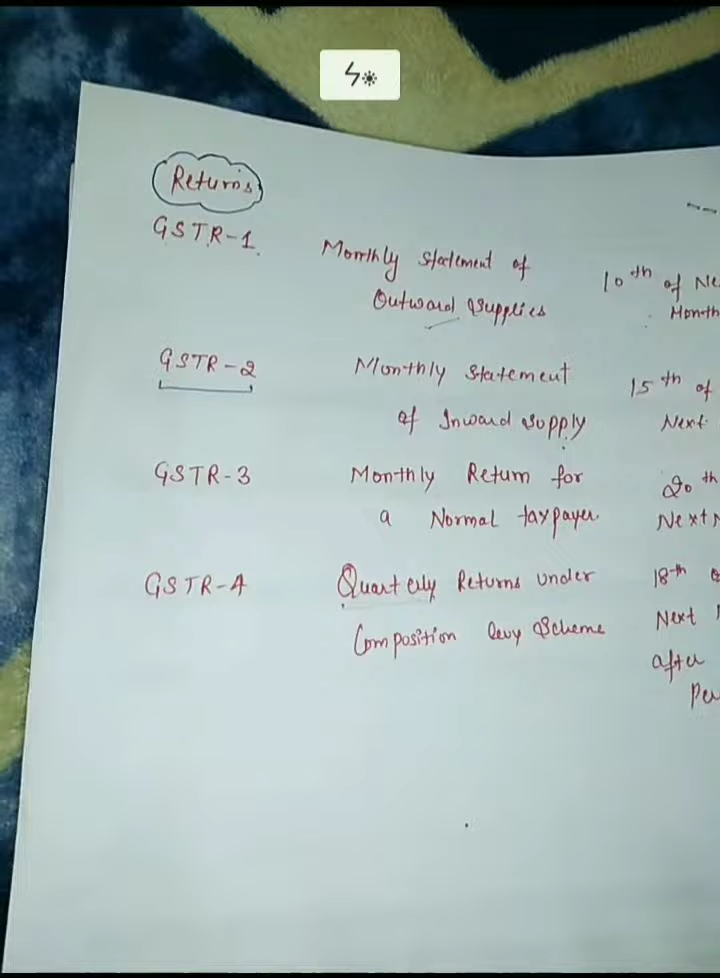 Returns
GSTR-1 Monthly statement of 10th of
Outward Supplies Month
GSTR-2 Monthly Statement 15th of
of Inward Supply Next
GSTR-3 Monthly Return for 20th
a Normal taxpayer Next
GSTR-4 Quarterly Returns under 18th
Composition levy Scheme Next
after